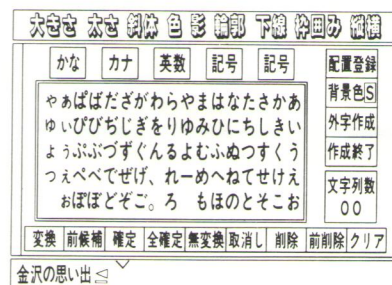 大きさ 太さ 斜体 色 影 輪郭 下線 枠囲み 縦横
かな カナ 英数 記号 記号 配置登録
背景色S
外字作成
作成終了
文字列数
00
ゃぁぱばだざがわらやまはなたさかあ
ゅぃぴびぢじぎをりゆみひにちしきい
ょぅぷぶづずぐんるよむふぬつすくう
っぇぺべでぜげ、れーめへねてせけえ
ぉぽぼどぞご。ろ もほのとそこお
変換 前候補 確定 全確定 無変換 取消し 削除 前削除 クリア
金沢の思い出